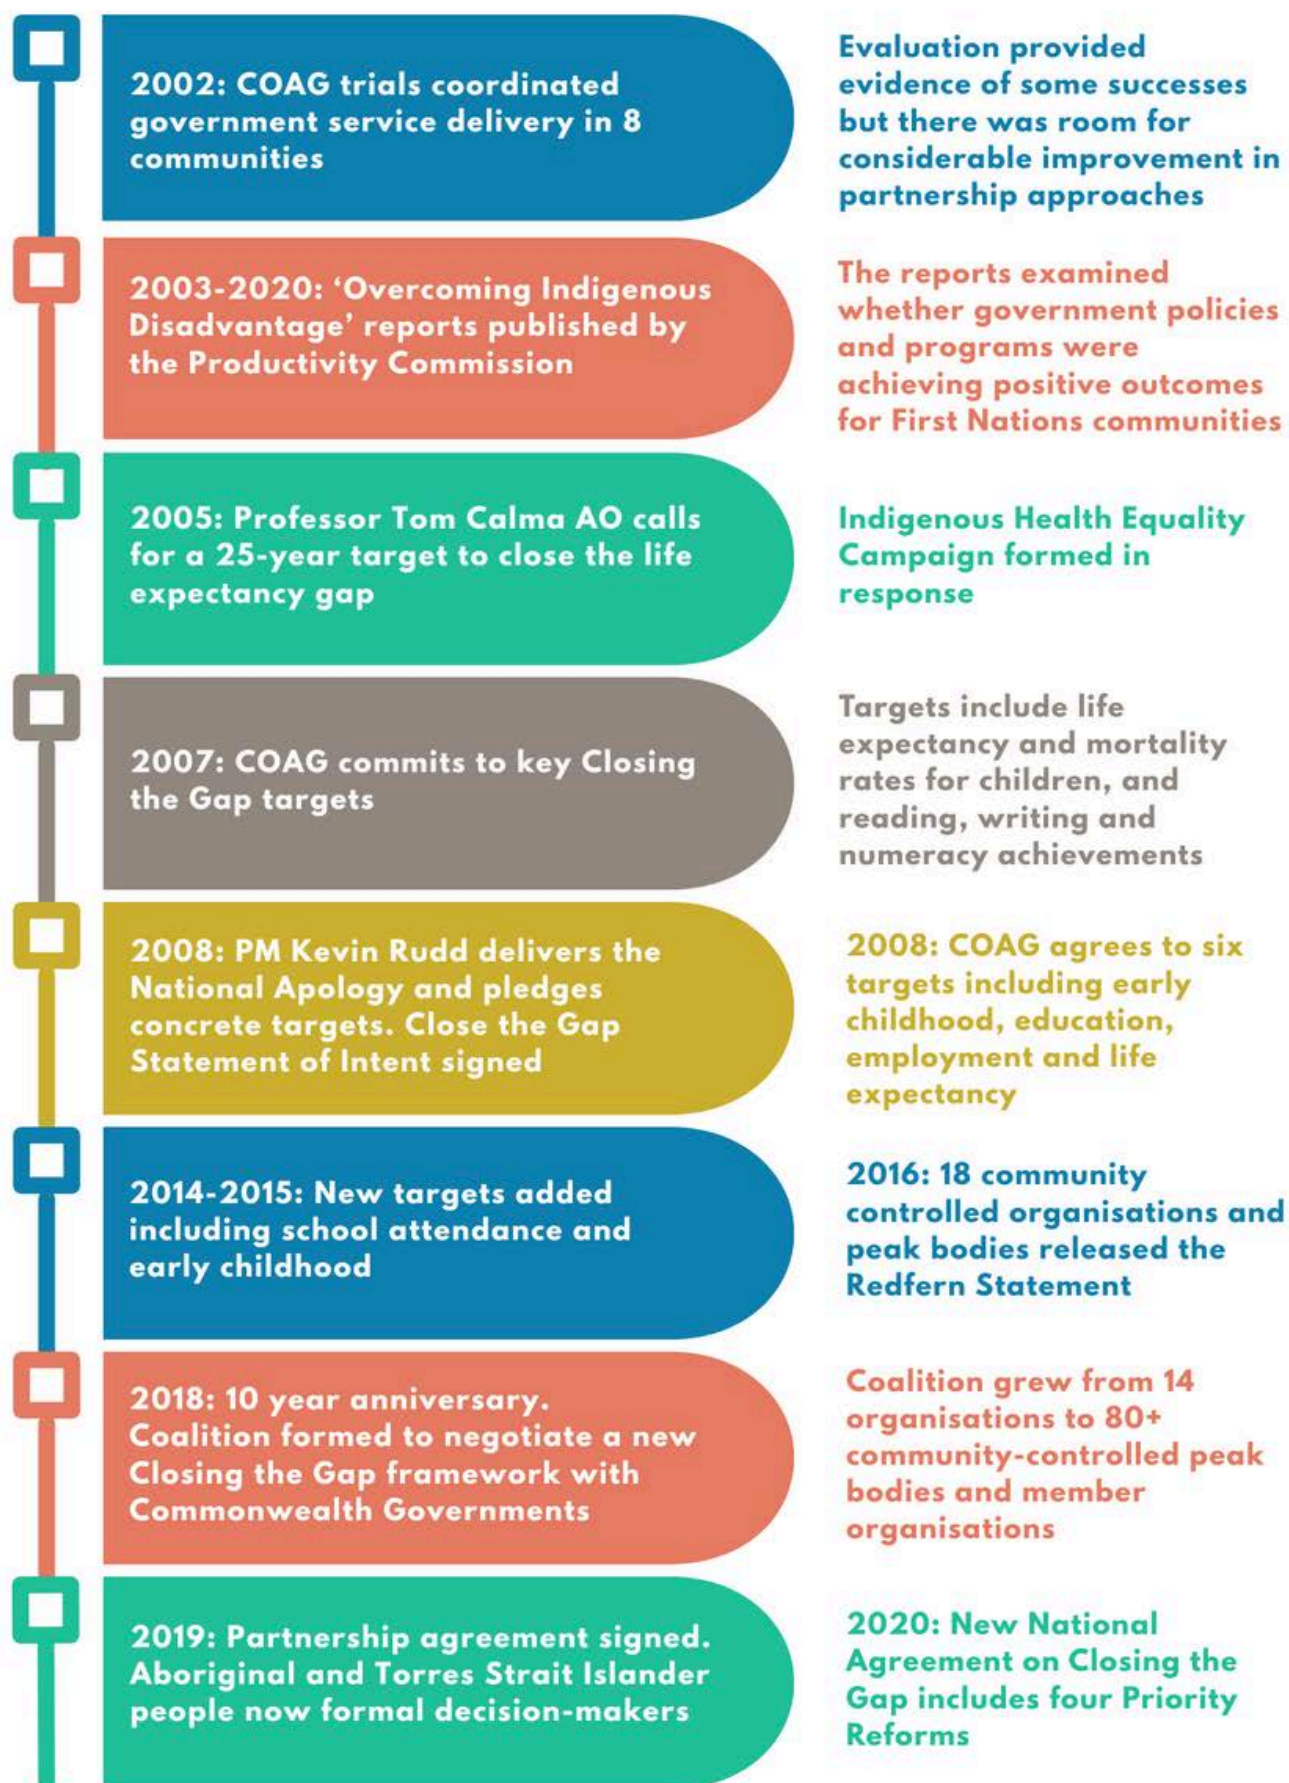 2002: COAG trials coordinated
government service delivery in 8
communities
Evaluation provided
evidence of some successes
but there was room for
considerable improvement in
partnership approaches
2003-2020: ‘Overcoming Indigenous
Disadvantage’ reports published by
the Productivity Commission
The reports examined
whether government policies
and programs were
achieving positive outcomes
for First Nations communities
2005: Professor Tom Calma AO calls
for a 25-year target to close the life
expectancy gap
Indigenous Health Equality
Campaign formed in
response
2007: COAG commits to key Closing
the Gap targets
Targets include life
expectancy and mortality
rates for children, and
reading, writing and
numeracy achievements
2008: PM Kevin Rudd delivers the
National Apology and pledges
concrete targets. Close the Gap
Statement of Intent signed
2008: COAG agrees to six
targets including early
childhood, education,
employment and life
expectancy
2014-2015: New targets added
including school attendance and
early childhood
2016: 18 community
controlled organisations and
peak bodies released the
Redfern Statement
2018: 10 year anniversary.
Coalition formed to negotiate a new
Closing the Gap framework with
Commonwealth Governments
Coalition grew from 14
organisations to 80+
community-controlled peak
bodies and member
organisations
2019: Partnership agreement signed.
Aboriginal and Torres Strait Islander
people now formal decision-makers
2020: New National
Agreement on Closing the
Gap includes four Priority
Reforms